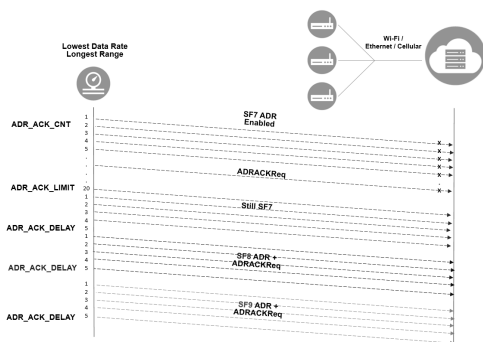 Wi-Fi /
Ethernet / Cellular
Lowest Data Rate
Longest Range
SF7 ADR
Enabled
ADR_ACK_CNT
1
2
3
4
5
.
.
.
ADRACKReq
ADR_ACK_LIMIT
20
1
2
3
4
5
Still SF7
ADR_ACK_DELAY
1
2
3
4
5
SF8 ADR +
ADRACKReq
ADR_ACK_DELAY
1
2
3
4
5
SF9 ADR +
ADRACKReq
ADR_ACK_DELAY
x
x
x
x
x
.
x